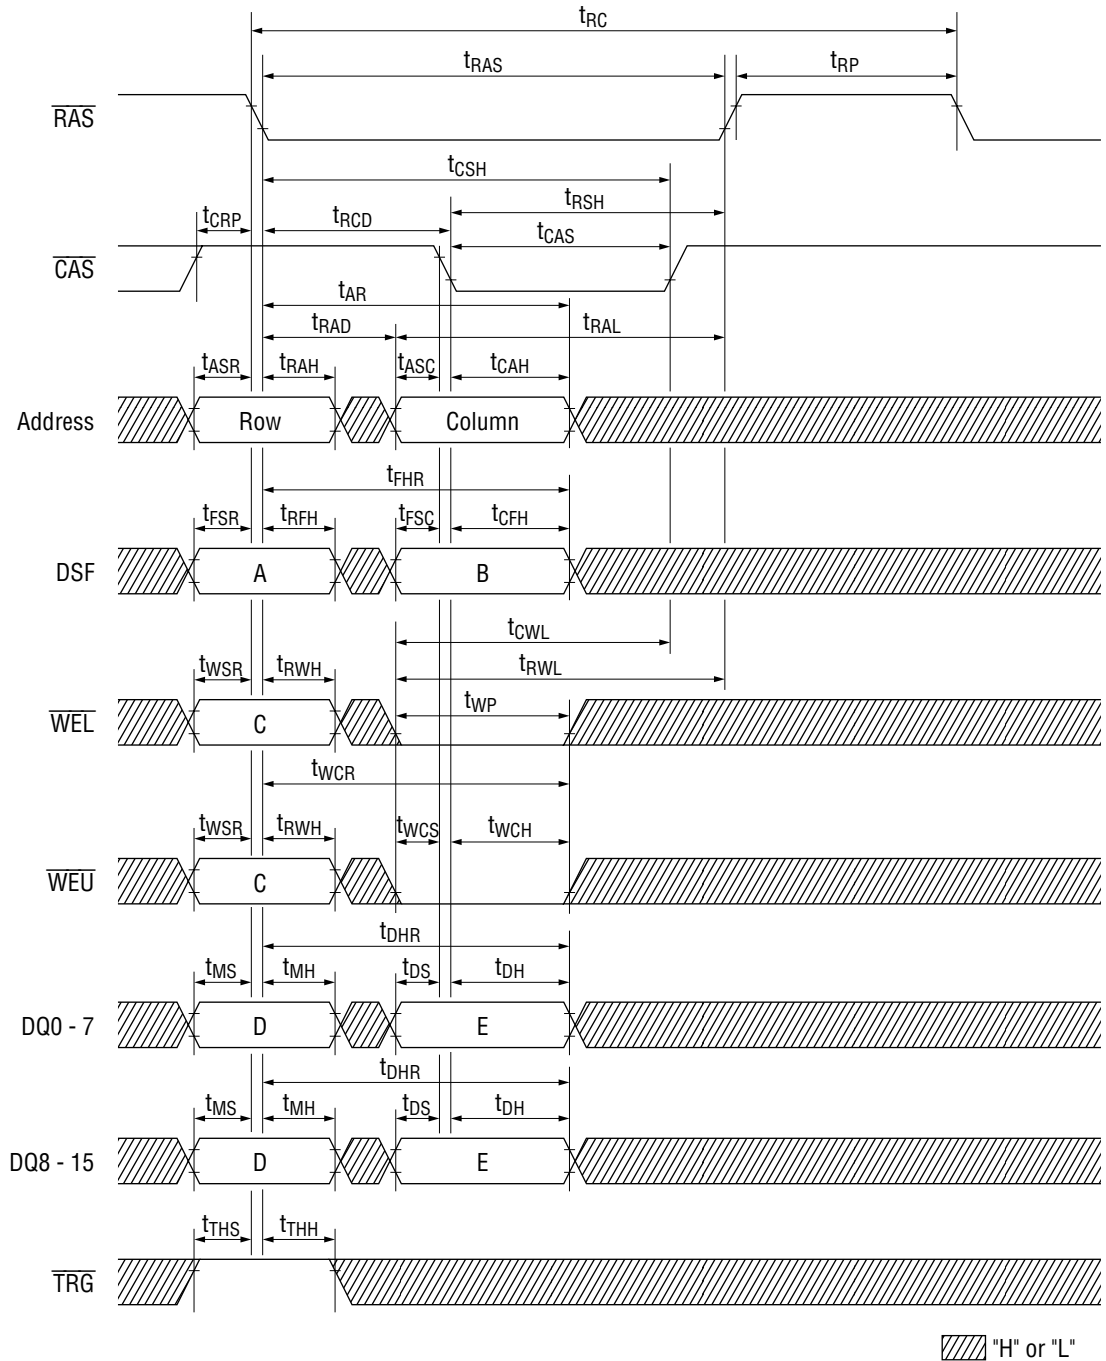 tRC
tRAS
tRP
RAS
tCSH
tRSH
tCRP
tRCD
tCAS
CAS
tAR
tRAD
tRAL
tASR
tRAH
tASC
tCAH
Address
Row
Column
tFHR
tFSR
tRFH
tFSC
tCFH
DSF
A
B
tCWL
tWSR
tRWH
tRWL
tWP
WEL
C
tWCR
tWSR
tRWH
tWCS
tWCH
WEU
C
tDHR
tMS
tMH
tDS
tDH
DQ0 - 7
D
E
tDHR
tMS
tMH
tDS
tDH
DQ8 - 15
D
E
tTHS
tTHH
TRG
"H" or "L"